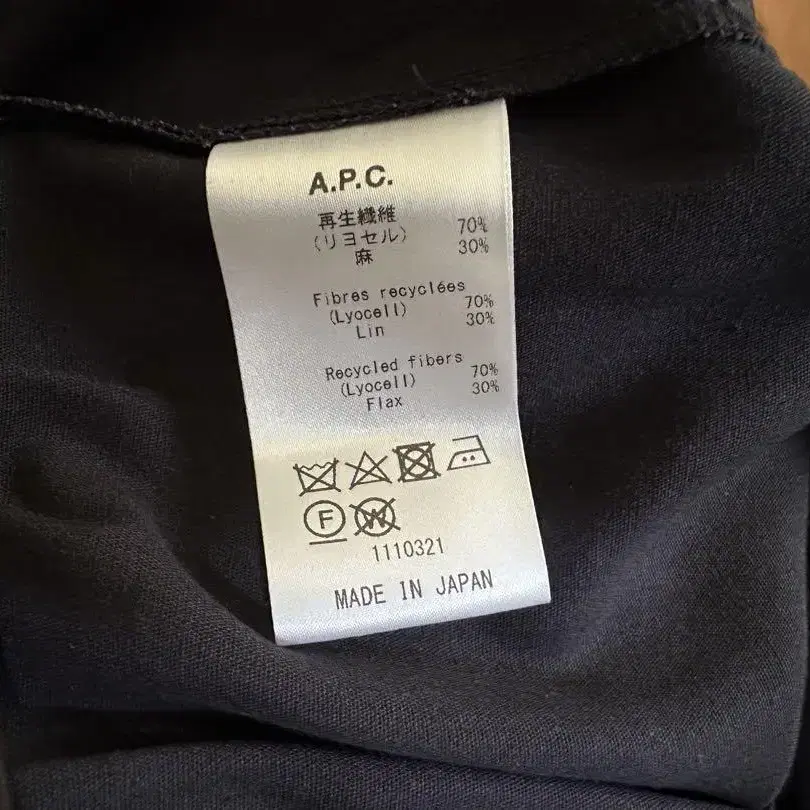 A.P.C.
再生繊維 70%
(リヨセル)
麻 30%
Fibres recyclées 70%
(Lyocell)
Lin 30%
Recycled fibers 70%
(Lyocell)
Flax 30%
F W
1110321
MADE IN JAPAN